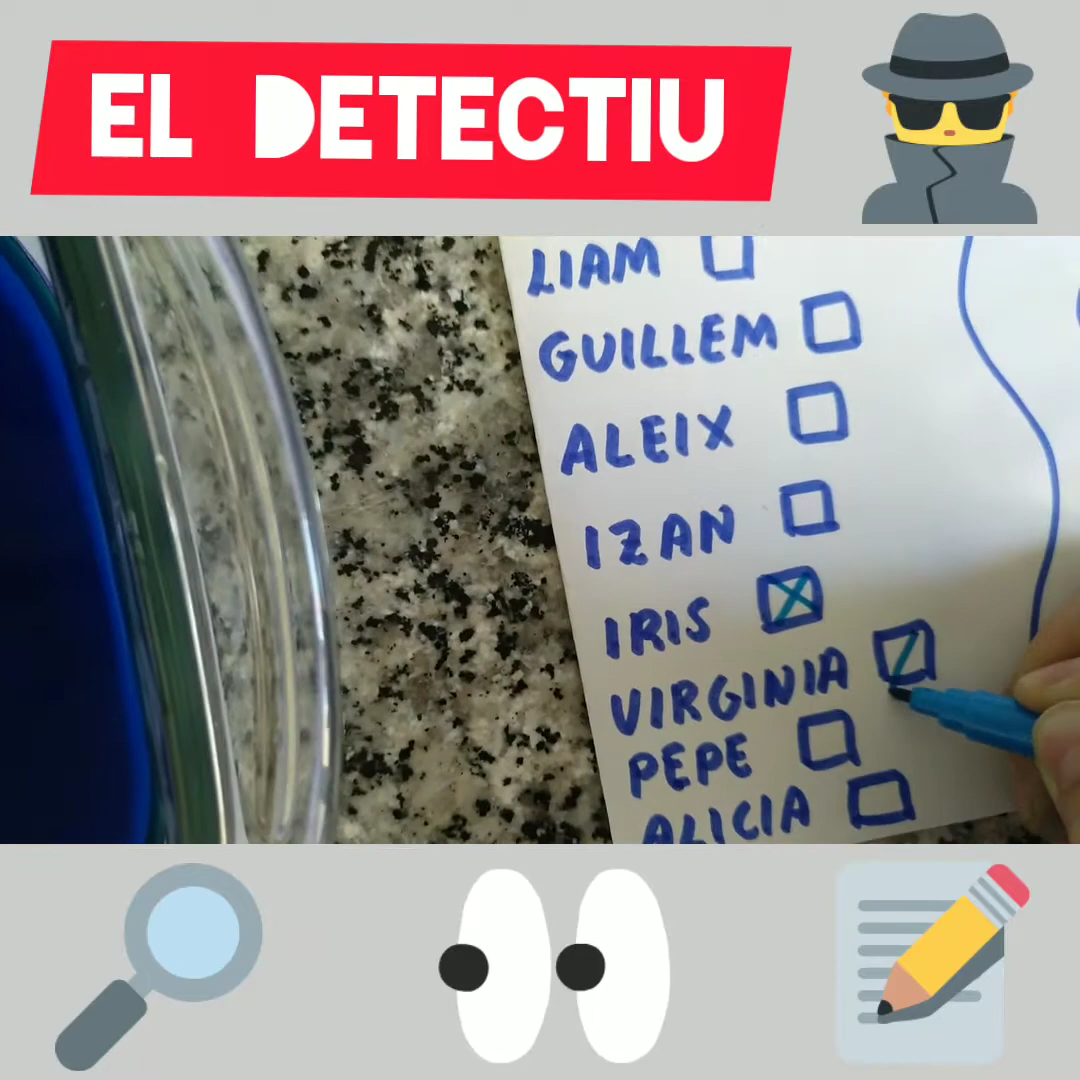 EL DETECTIU
LIAM
GUILLEM
ALEIX
IZAN
IRIS
VIRGINIA
PEPE
ALICIA